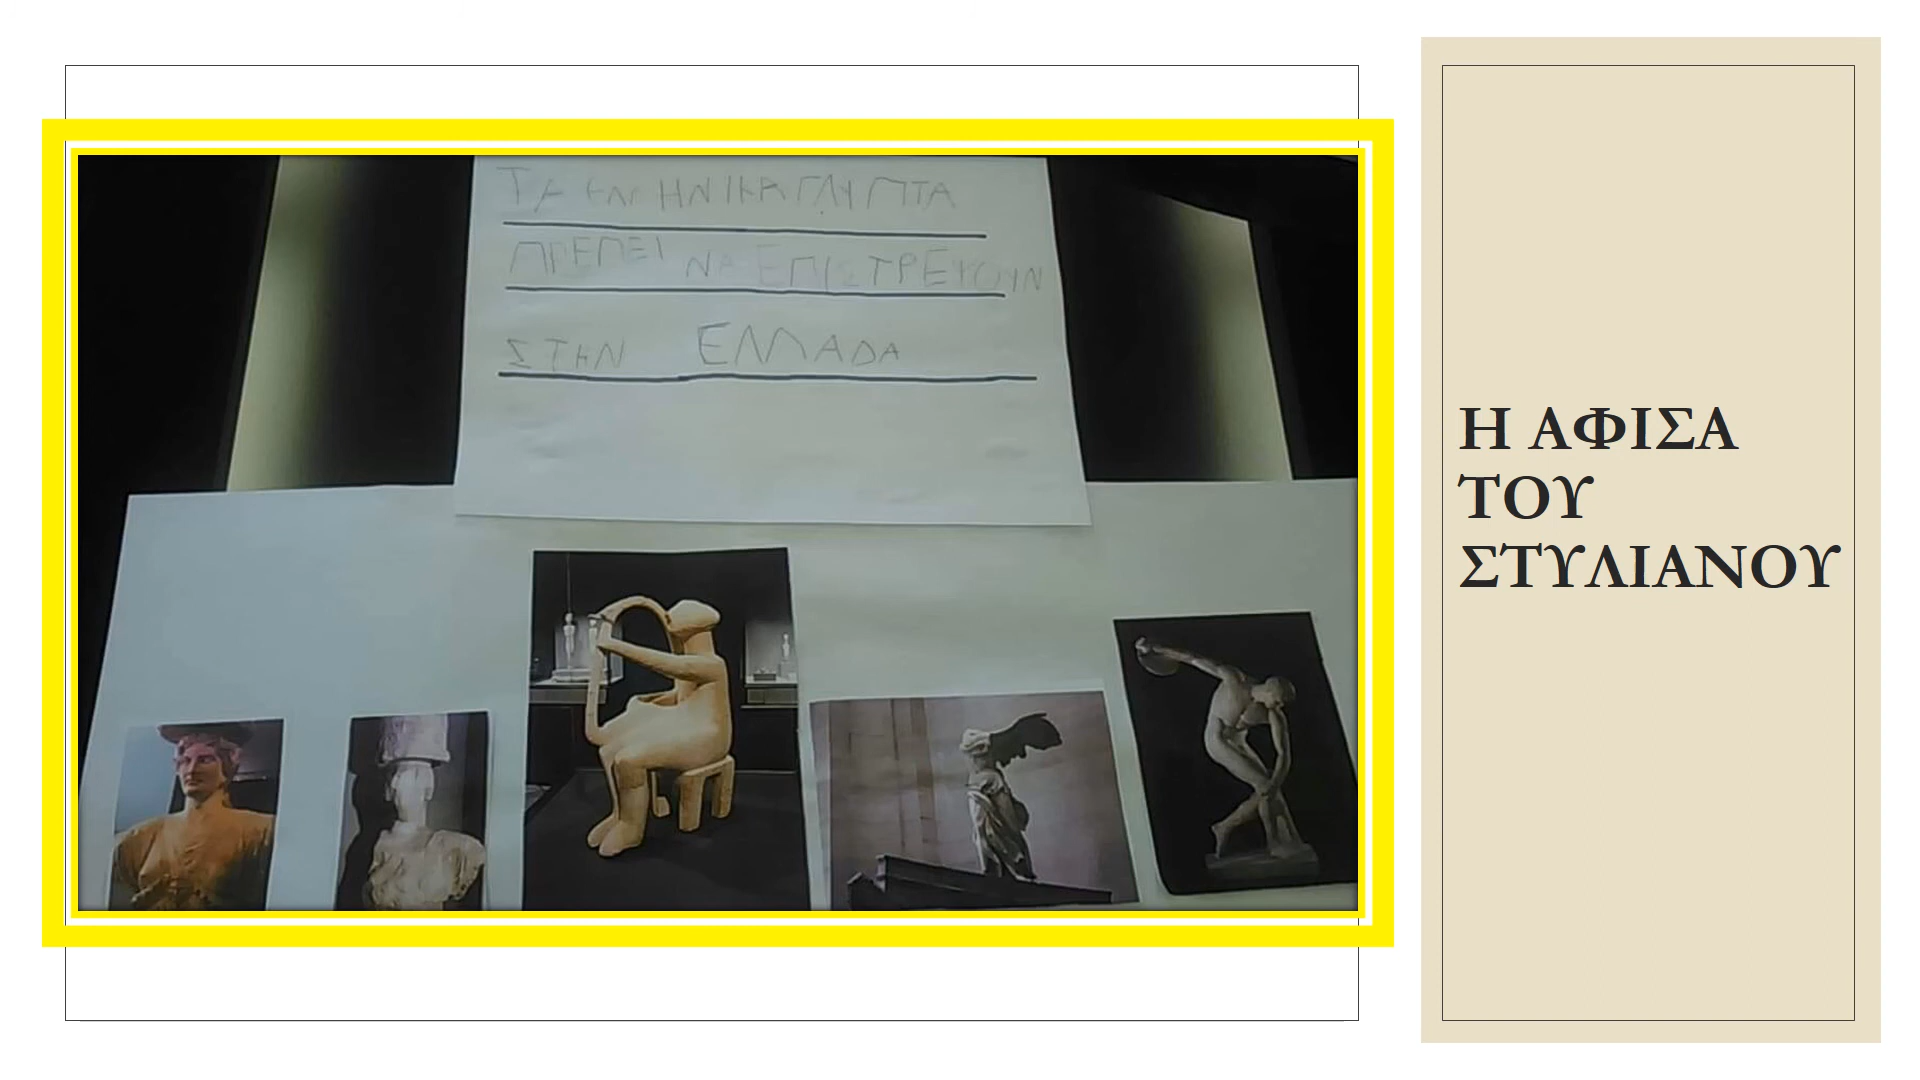 ΤΑ ΕΛΛΗΝΙΚΑ ΓΛΥΠΤΑ
ΠΡΕΠΕΙ ΝΑ ΕΠΙΣΤΡΕΨΟΥΝ
ΣΤΗΝ ΕΛΛΑΔΑ
Η ΑΦΙΣΑ
ΤΟΥ
ΣΤΥΛΙΑΝΟΥ